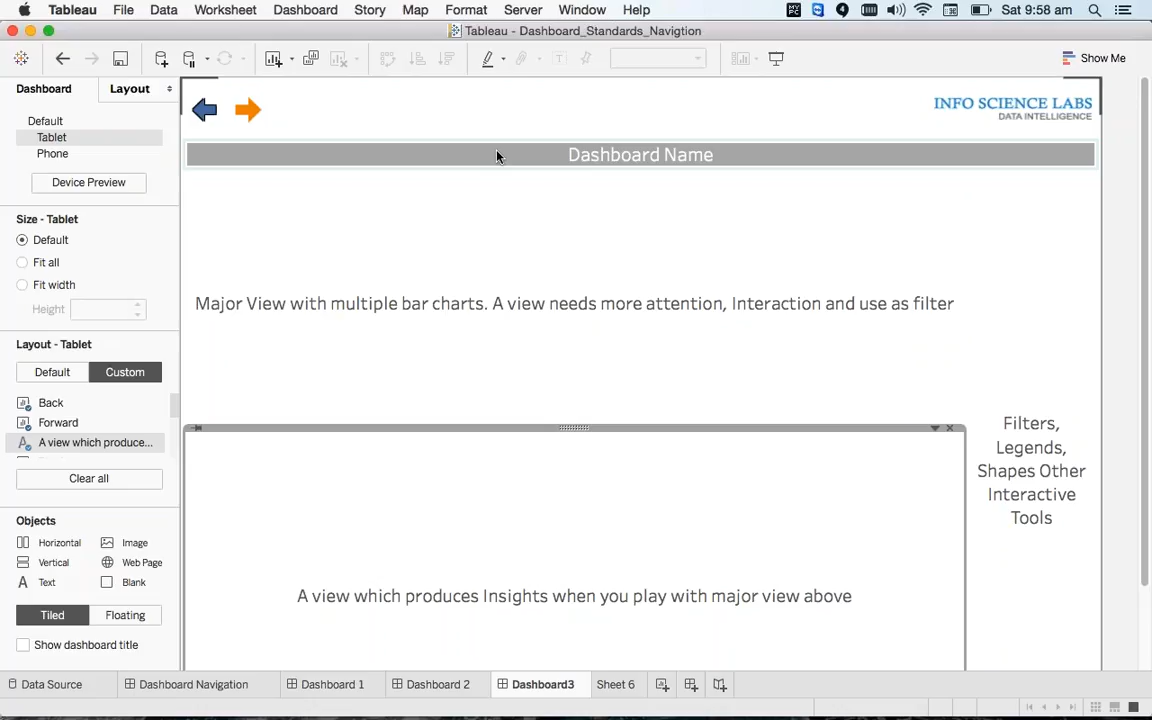 Tableau File Data Worksheet Dashboard Story Map Format Server Window Help Sat 9:58 am
Tableau - Dashboard_Standards_Navigtion
Show Me
Dashboard Layout
Default
Tablet
Phone
Device Preview
Size - Tablet
Default
Fit all
Fit width
Height
Layout - Tablet
Default Custom
Back
Forward
A view which produce...
Clear all
Objects
Horizontal Image
Vertical Web Page
Text Blank
Tiled Floating
Show dashboard title
INFO SCIENCE LABS
DATA INTELLIGENCE
Dashboard Name
Major View with multiple bar charts. A view needs more attention, Interaction and use as filter
Filters,
Legends,
Shapes Other
Interactive
Tools
A view which produces Insights when you play with major view above
Data Source Dashboard Navigation Dashboard 1 Dashboard 2 Dashboard3 Sheet 6